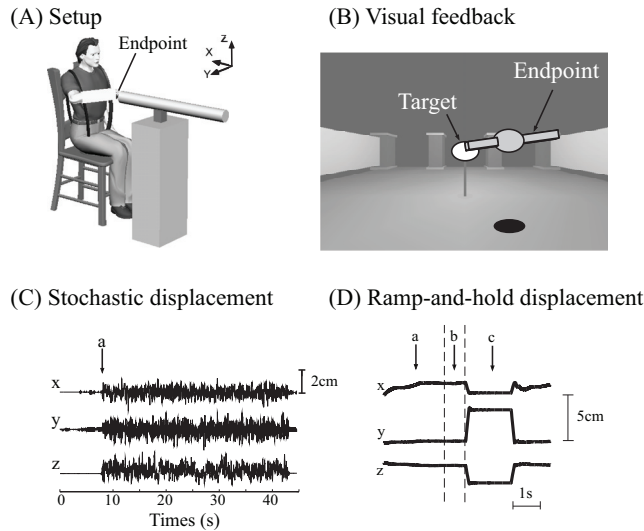 (A) Setup
Endpoint
Z
X
Y
(B) Visual feedback
Endpoint
Target
(C) Stochastic displacement
a
x
2cm
y
z
0 10 20 30 40
Times (s)
(D) Ramp-and-hold displacement
a b c
x
5cm
y
z
1s